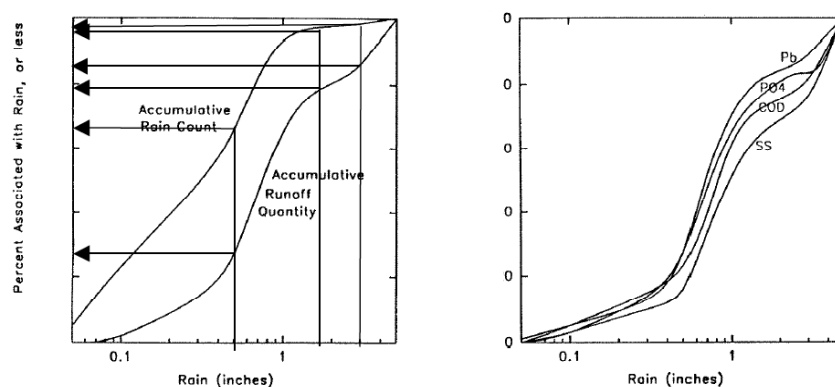 Percent Associated with Rain, or less
Accumulative
Rain Count
Accumulative
Runoff
Quantity
0.1
1
Rain (inches)
0
0
0
0
0
0
Pb
PO4
COD
SS
0.1
1
Rain (inches)